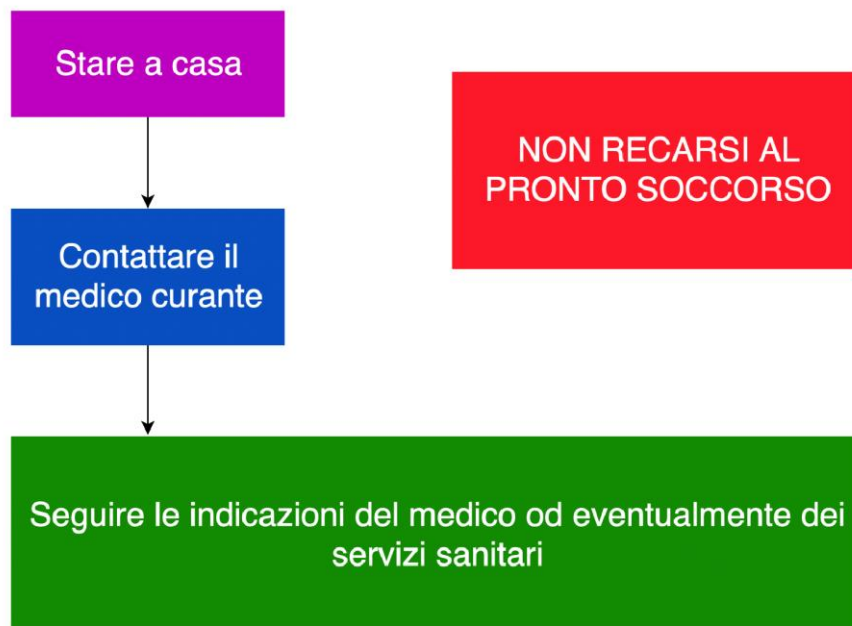 Stare a casa
NON RECARSI AL
PRONTO SOCCORSO
Contattare il
medico curante
Seguire le indicazioni del medico od eventualmente dei
servizi sanitari